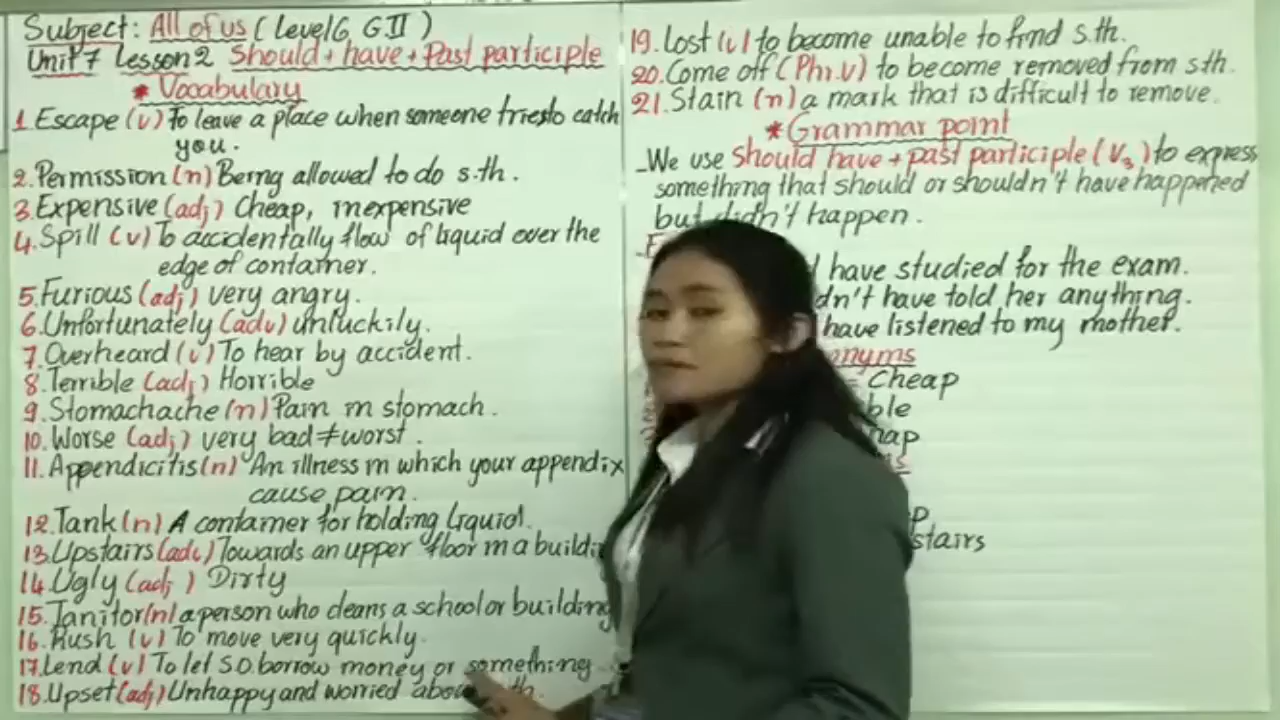 Subject: All of us (Level 6, G II)
Unit 7 Lesson 2 Should + have + Past participle
* Vocabulary
1. Escape (v) To leave a place when someone tries to catch
you.
2. Permission (n) Being allowed to do s.th.
3. Expensive (adj) Cheap, inexpensive
4. Spill (v) To accidentally flow of liquid over the
edge of container.
5. Furious (adj) very angry.
6. Unfortunately (adv) unluckily.
7. Overheard (v) To hear by accident.
8. Terrible (adj) Horrible
9. Stomachache (n) Pain in stomach.
10. Worse (adj) very bad ≠ worst.
11. Appendicitis (n) An illness in which your appendix
cause pain.
12. Tank (n) A container for holding liquid.
13. Upstairs (adv) Towards an upper floor in a buildi
14. Ugly (adj) Dirty
15. Janitor (n) a person who cleans a school or building
16. Rush (v) To move very quickly.
17. Lend (v) To let S.O borrow money or something
18. Upset (adj) Unhappy and worried about th.
19. Lost (v) to become unable to find s.th.
20. Come off (Phr.v) to become removed from s.th.
21. Stain (n) a mark that is difficult to remove.
* Grammar point
- We use Should have + past participle (V3) to express
something that should or shouldn't have happened
but didn't happen.
have studied for the exam.
dn't have told her anything.
have listened to my mother.
nyms
= Cheap
ble
hap
p
stairs